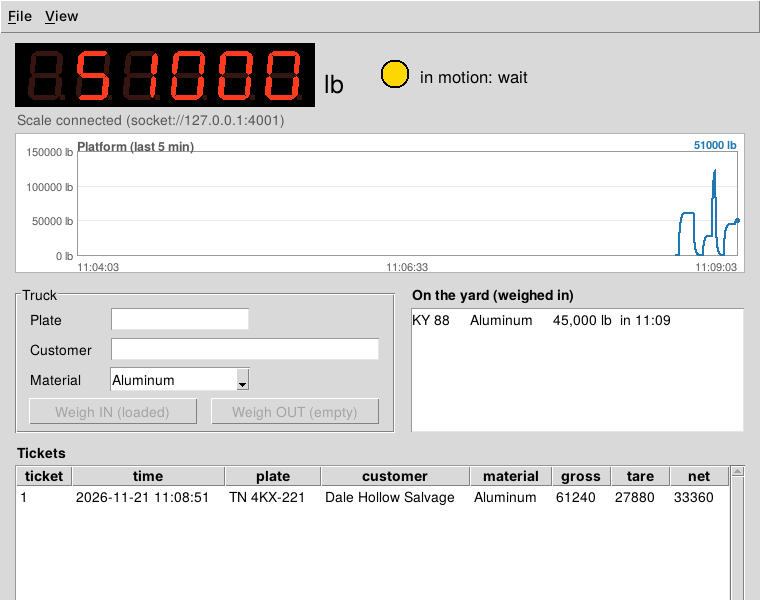 File View
51000 lb in motion: wait
Scale connected (socket://127.0.0.1:4001)
Platform (last 5 min) 51000 lb
150000 lb
100000 lb
50000 lb
0 lb
11:04:03 11:06:33 11:09:03
Truck
Plate
Customer
Material Aluminum
Weigh IN (loaded) Weigh OUT (empty)
On the yard (weighed in)
KY 88 Aluminum 45,000 lb in 11:09
Tickets
ticket time plate customer material gross tare net
1 2026-11-21 11:08:51 TN 4KX-221 Dale Hollow Salvage Aluminum 61240 27880 33360